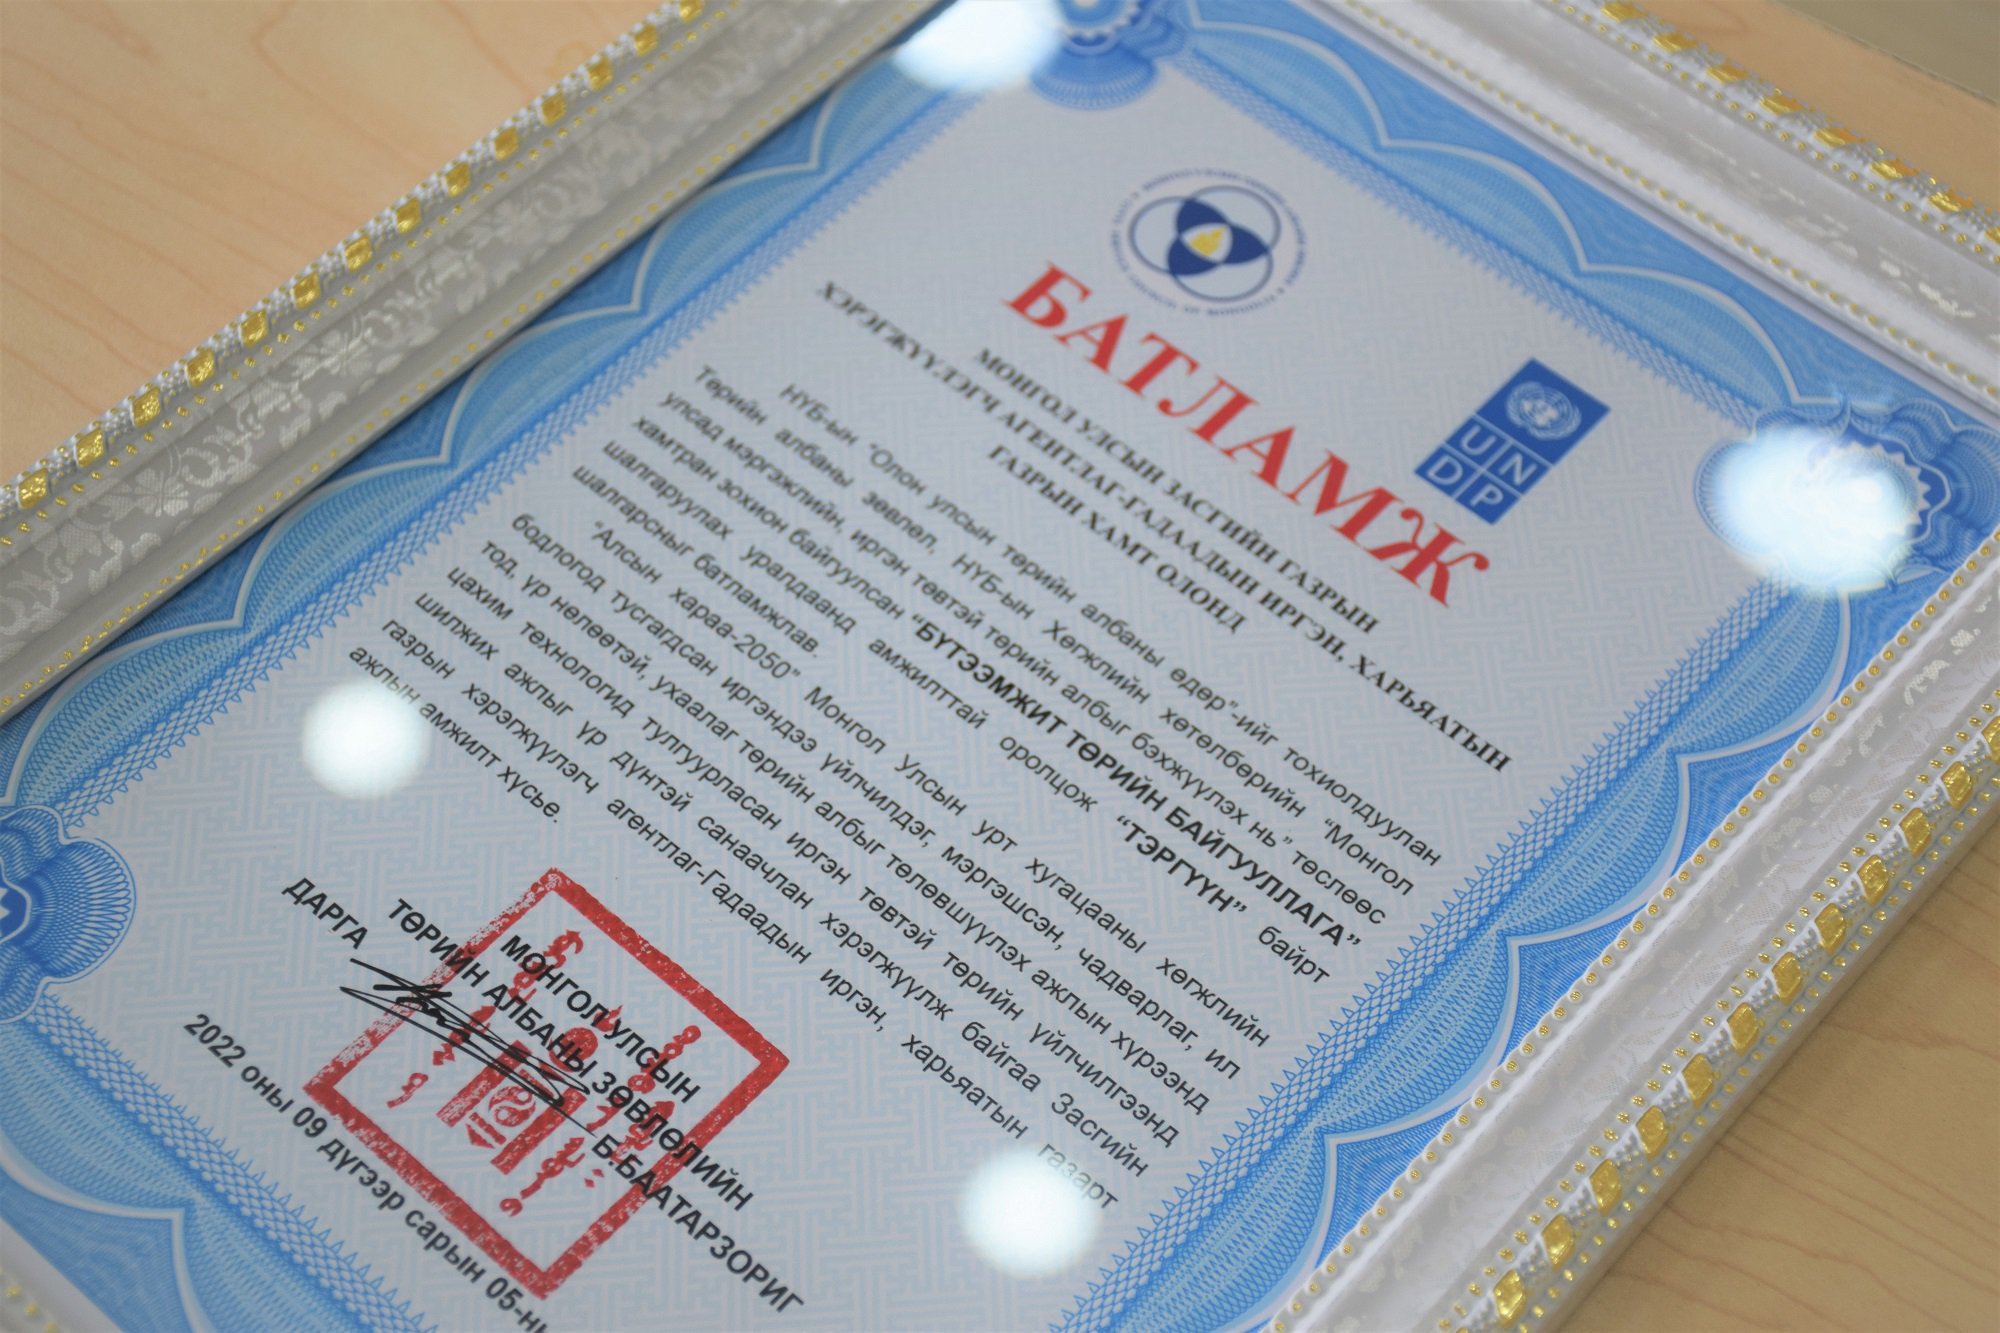 БАТЛАМЖ
UN
DP
МОНГОЛ УЛСЫН ЗАСГИЙН ГАЗРЫН
ХЭРЭГЖҮҮЛЭГЧ АГЕНТЛАГ-ГАДААДЫН ИРГЭН, ХАРЬЯАТЫН
ГАЗРЫН ХАМТ ОЛОНД
НҮБ-ын “Олон улсын төрийн албаны өдөр”-ийг тохиолдуулан
Төрийн албаны зөвлөл, НҮБ-ын Хөгжлийн хөтөлбөрийн “Монгол
улсад мэргэжлийн, иргэн төвтэй төрийн албыг бэхжүүлэх нь” төслөөс
хамтран зохион байгуулсан “БҮТЭЭМЖИТ ТӨРИЙН БАЙГУУЛЛАГА”
шалгаруулах уралдаанд амжилттай оролцож “ТЭРГҮҮН” байрт
шалгарсныг батламжлав.
“Алсын хараа-2050” Монгол Улсын урт хугацааны хөгжлийн
бодлогод тусгагдсан иргэндээ үйлчилдэг, мэргэшсэн, чадварлаг, ил
тод, үр нөлөөтэй, ухаалаг төрийн албыг төлөвшүүлэх ажлын хүрээнд
цахим технологид тулгуурласан иргэн төвтэй төрийн үйлчилгээнд
шилжих ажлыг үр дүнтэй санаачлан хэрэгжүүлж байгаа Засгийн
газрын хэрэгжүүлэгч агентлаг-Гадаадын иргэн, харьяатын газарт
ажлын амжилт хүсье.
МОНГОЛ УЛСЫН
ТӨРИЙН АЛБАНЫ ЗӨВЛӨЛИЙН
ДАРГА Б.БААТАРЗОРИГ
2022 оны 09 дүгээр сарын 05-ны